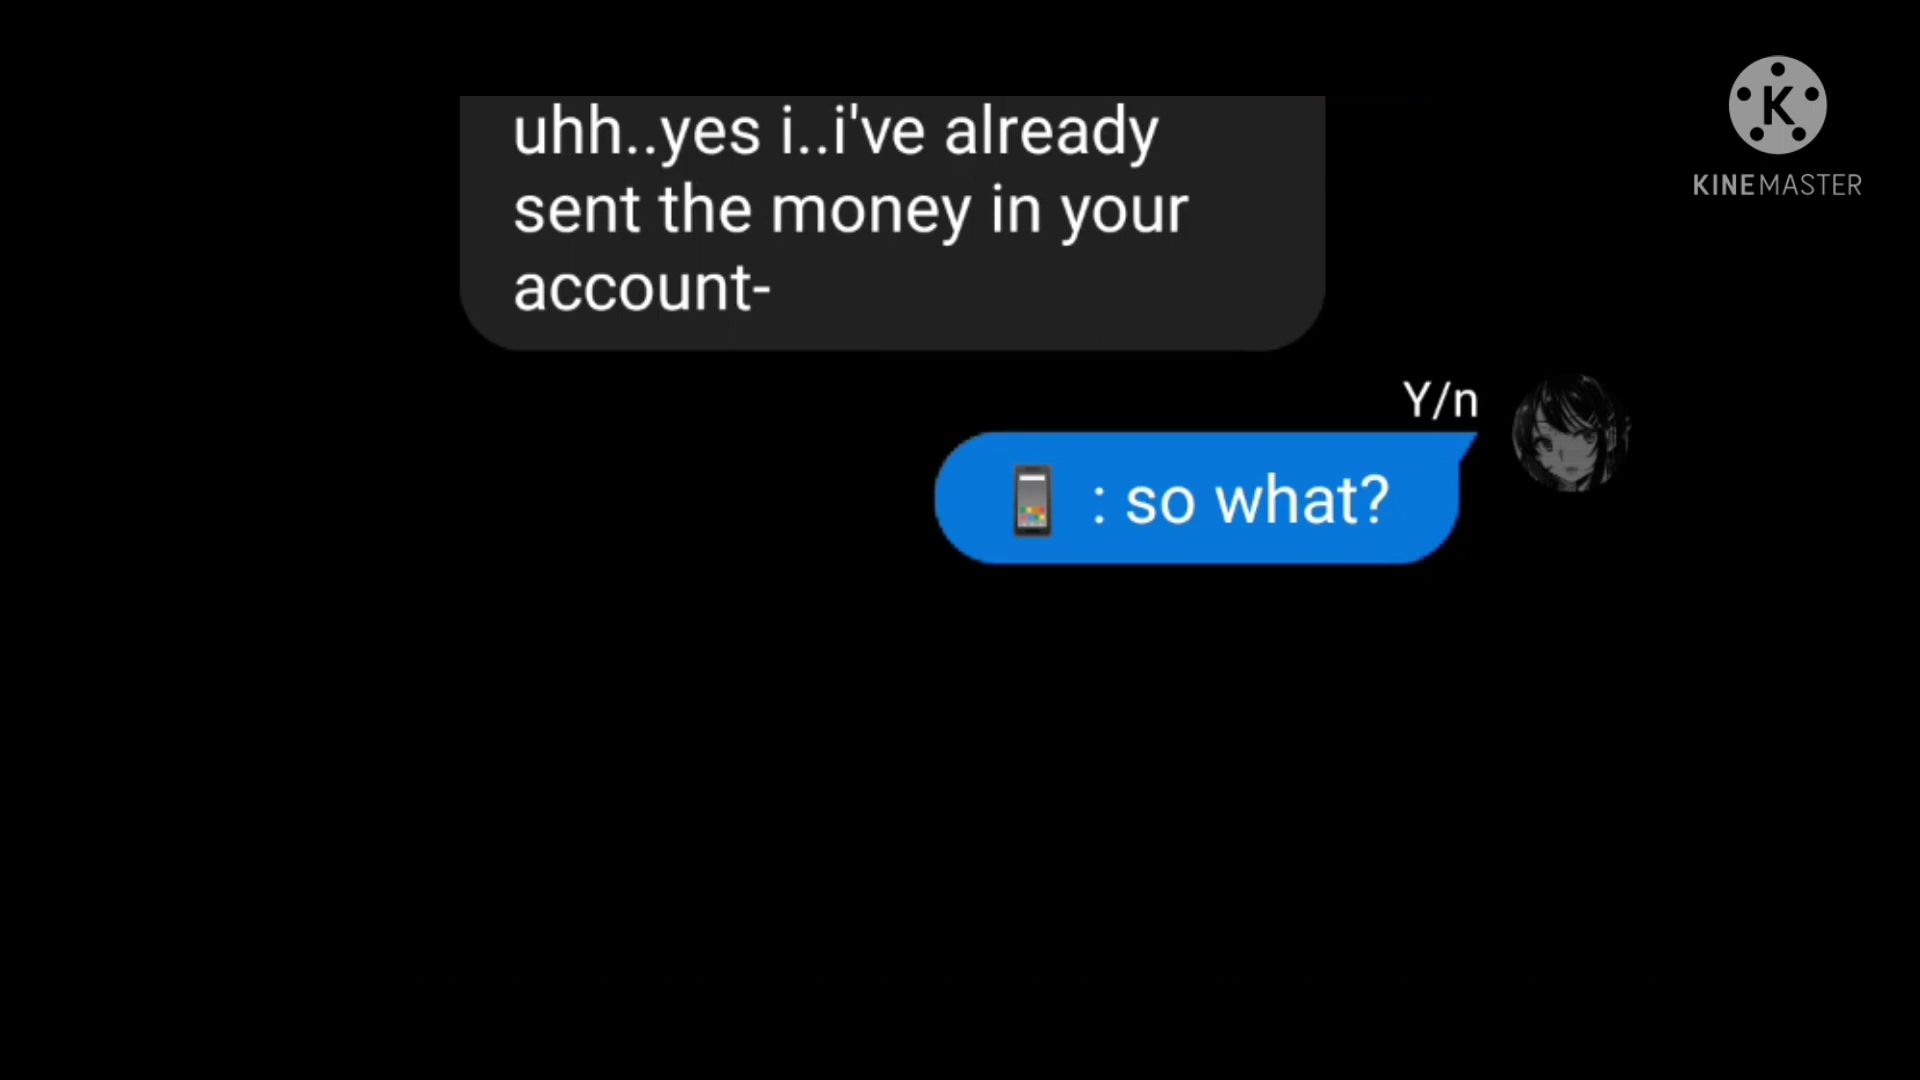 uhh..yes i..i've already
sent the money in your
account-
Y/n
📱 : so what?
K
KINEMASTER